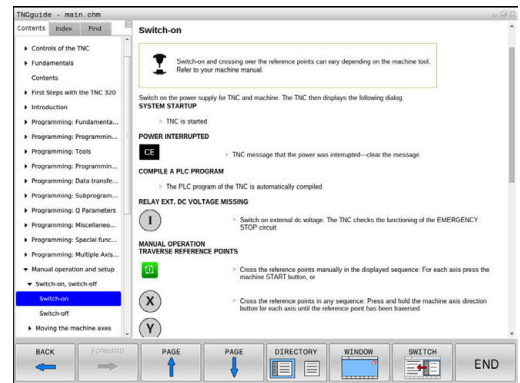 TNCguide - main.chm
Contents Index Find
Controls of the TNC
Fundamentals
Contents
First Steps with the TNC 320
Introduction
Programming: Fundamenta...
Programming: Programmin...
Programming: Tools
Programming: Programmin...
Programming: Data transfe...
Programming: Subprogram...
Programming: Q Parameters
Programming: Miscellaneo...
Programming: Special func...
Programming: Multiple Axis...
Manual operation and setup
Switch-on, switch-off
Switch-on
Switch-off
Moving the machine axes
Switch-on
Switch-on and crossing over the reference points can vary depending on the machine tool.
Refer to your machine manual.
Switch on the power supply for TNC and machine. The TNC then displays the following dialog:
SYSTEM STARTUP
TNC is started
POWER INTERRUPTED
CE
TNC message that the power was interrupted—clear the message
COMPILE A PLC PROGRAM
The PLC program of the TNC is automatically compiled
RELAY EXT. DC VOLTAGE MISSING
I
Switch on external dc voltage. The TNC checks the functioning of the EMERGENCY
STOP circuit
MANUAL OPERATION
TRAVERSE REFERENCE POINTS
Cross the reference points manually in the displayed sequence: For each axis press the
machine START button, or
X
Cross the reference points in any sequence: Press and hold the machine axis direction
button for each axis until the reference point has been traversed
Y
BACK
FORWARD
PAGE
PAGE
DIRECTORY
WINDOW
SWITCH
END